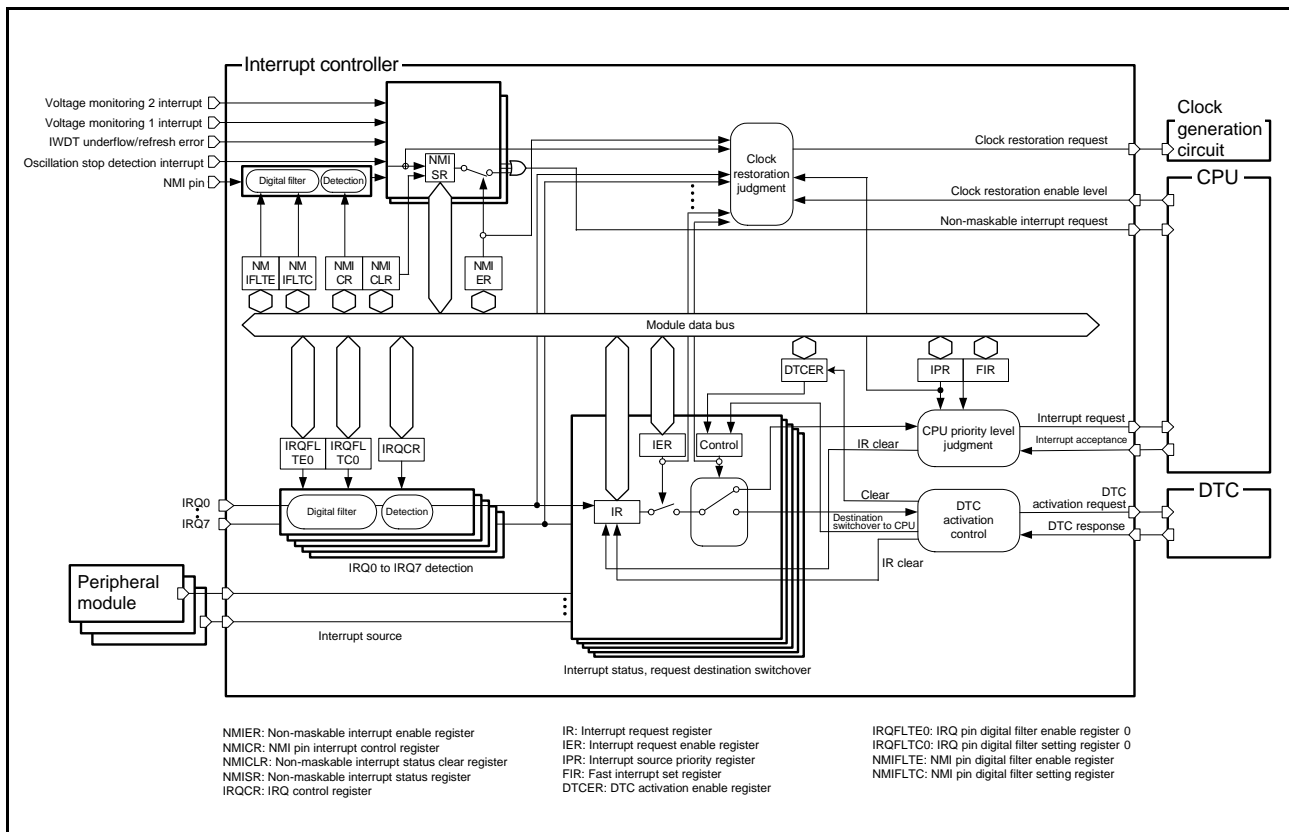 Interrupt controller
Voltage monitoring 2 interrupt
Voltage monitoring 1 interrupt
IWDT underflow/refresh error
Oscillation stop detection interrupt
NMI pin
Digital filter
Detection
NMI
SR
Clock
restoration
judgment
Clock restoration request
Clock restoration enable level
Non-maskable interrupt request
Clock
generation
circuit
CPU
NM
IFLTE
NM
IFLTC
NMI
CR
NMI
CLR
NMI
ER
Module data bus
DTCER
IPR
FIR
IRQFL
TE0
IRQFL
TC0
IRQCR
IER
Control
IR clear
CPU priority level
judgment
Interrupt request
Interrupt acceptance
IRQ0
IRQ7
Digital filter
Detection
IR
Clear
Destination
switchover to CPU
DTC
activation
control
DTC
activation request
DTC response
DTC
IR clear
IRQ0 to IRQ7 detection
Peripheral
module
Interrupt source
Interrupt status, request destination switchover
NMIER: Non-maskable interrupt enable register
NMICR: NMI pin interrupt control register
NMICLR: Non-maskable interrupt status clear register
NMISR: Non-maskable interrupt status register
IRQCR: IRQ control register
IR: Interrupt request register
IER: Interrupt request enable register
IPR: Interrupt source priority register
FIR: Fast interrupt set register
DTCER: DTC activation enable register
IRQFLTE0: IRQ pin digital filter enable register 0
IRQFLTC0: IRQ pin digital filter setting register 0
NMIFLTE: NMI pin digital filter enable register
NMIFLTC: NMI pin digital filter setting register